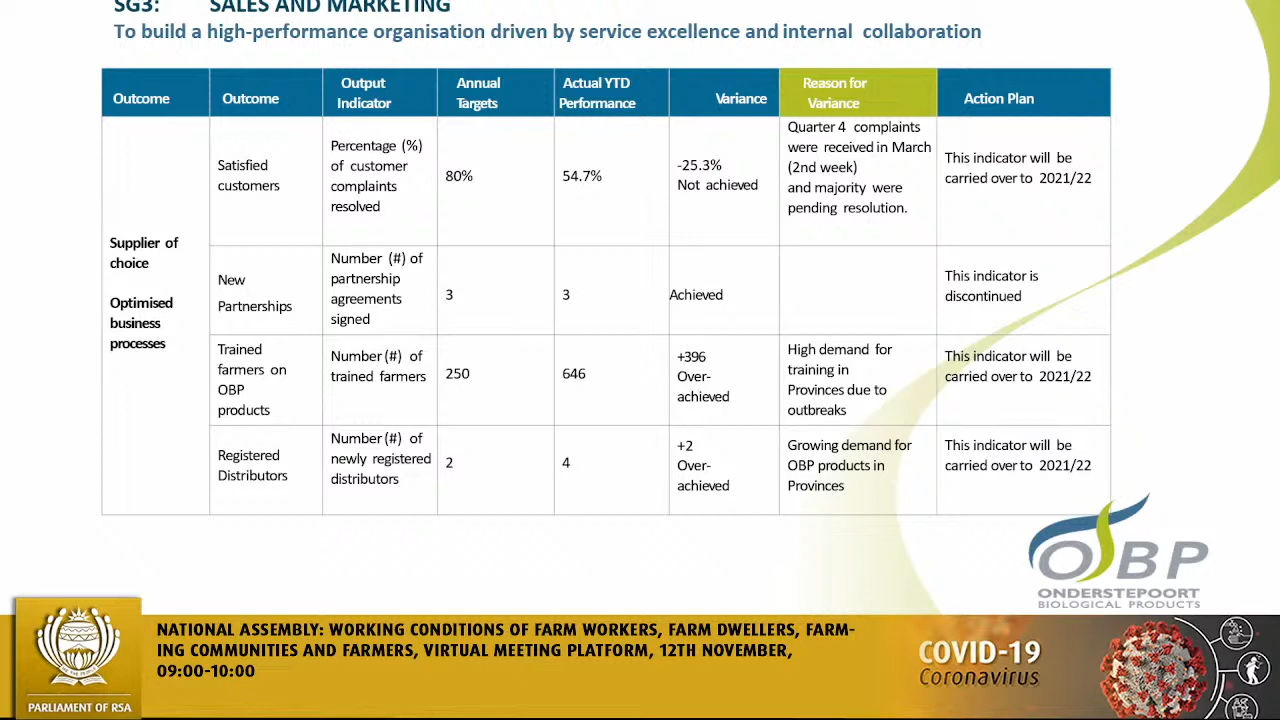 SG3: SALES AND MARKETING
To build a high-performance organisation driven by service excellence and internal collaboration
Outcome
Outcome
Output
Indicator
Annual
Targets
Actual YTD
Performance
Variance
Reason for
Variance
Action Plan
Supplier of
choice
Optimised
business
processes
Satisfied
customers
Percentage (%)
of customer
complaints
resolved
80%
54.7%
-25.3%
Not achieved
Quarter 4 complaints
were received in March
(2nd week)
and majority were
pending resolution.
This indicator will be
carried over to 2021/22
New
Partnerships
Number (#) of
partnership
agreements
signed
3
3
Achieved
This indicator is
discontinued
Trained
farmers on
OBP
products
Number (#) of
trained farmers
250
646
+396
Over-
achieved
High demand for
training in
Provinces due to
outbreaks
This indicator will be
carried over to 2021/22
Registered
Distributors
Number (#) of
newly registered
distributors
2
4
+2
Over-
achieved
Growing demand for
OBP products in
Provinces
This indicator will be
carried over to 2021/22
OBP
ONDERSTEPOORT
BIOLOGICAL PRODUCTS
PARLIAMENT OF RSA
NATIONAL ASSEMBLY: WORKING CONDITIONS OF FARM WORKERS, FARM DWELLERS, FARM-
ING COMMUNITIES AND FARMERS, VIRTUAL MEETING PLATFORM, 12TH NOVEMBER,
09:00-10:00
COVID-19
Coronavirus